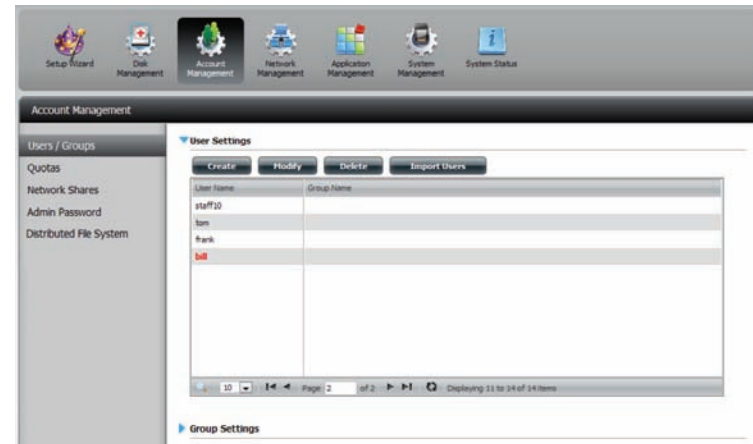 Setup Wizard
Disk Management
Account Management
Network Management
Application Management
System Management
System Status
Account Management
Users / Groups
Quotas
Network Shares
Admin Password
Distributed File System
User Settings
Create Modify Delete Import Users
User Name Group Name
staff10
tom
frank
bill
10 Page 2 of 2 Displaying 11 to 14 of 14 items
Group Settings